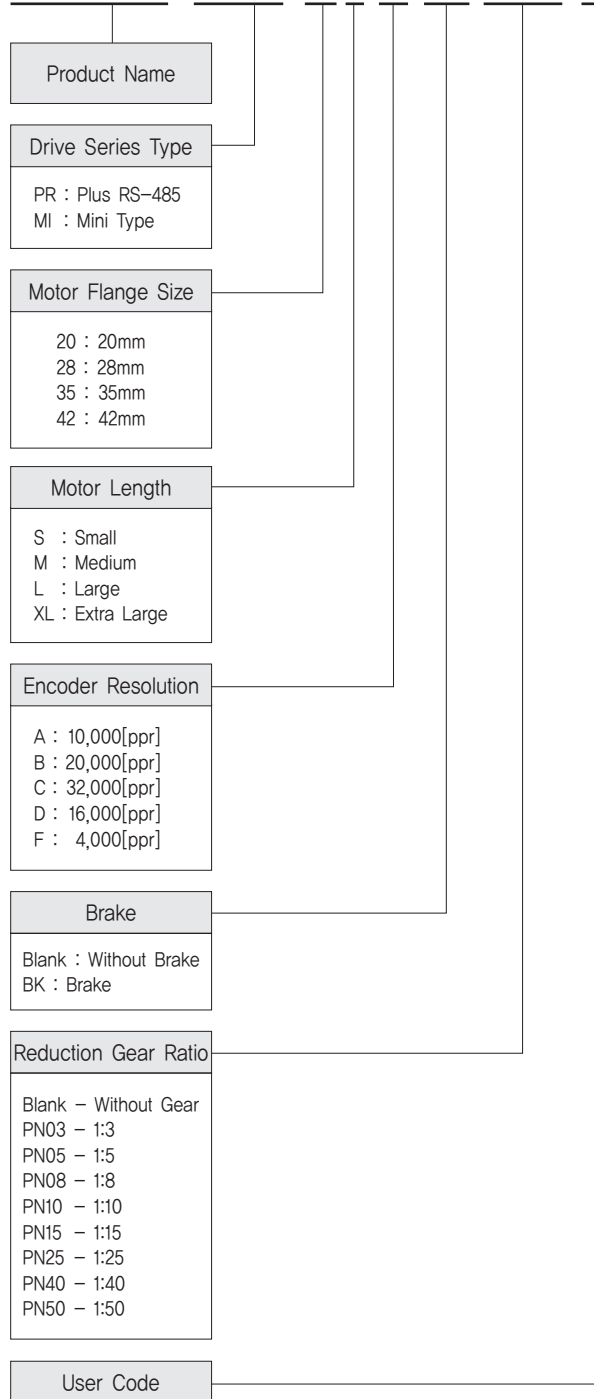 Product Name
Drive Series Type
PR : Plus RS-485
MI : Mini Type
Motor Flange Size
20 : 20mm
28 : 28mm
35 : 35mm
42 : 42mm
Motor Length
S : Small
M : Medium
L : Large
XL : Extra Large
Encoder Resolution
A : 10,000[ppr]
B : 20,000[ppr]
C : 32,000[ppr]
D : 16,000[ppr]
F : 4,000[ppr]
Brake
Blank : Without Brake
BK : Brake
Reduction Gear Ratio
Blank – Without Gear
PN03 – 1:3
PN05 – 1:5
PN08 – 1:8
PN10 – 1:10
PN15 – 1:15
PN25 – 1:25
PN40 – 1:40
PN50 – 1:50
User Code